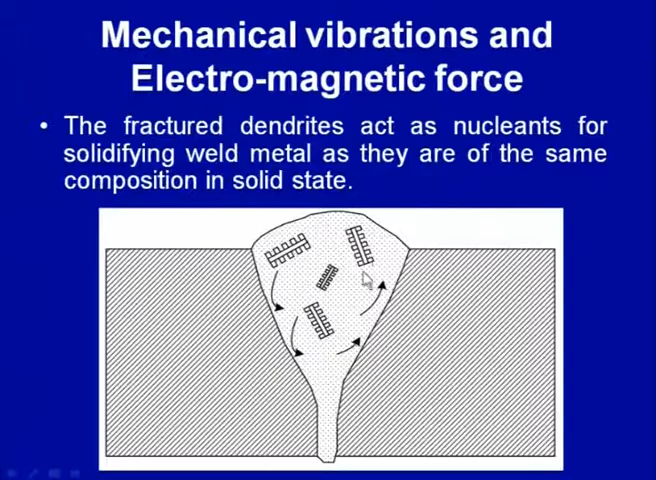 Mechanical vibrations and
Electro-magnetic force
• The fractured dendrites act as nucleants for
solidifying weld metal as they are of the same
composition in solid state.